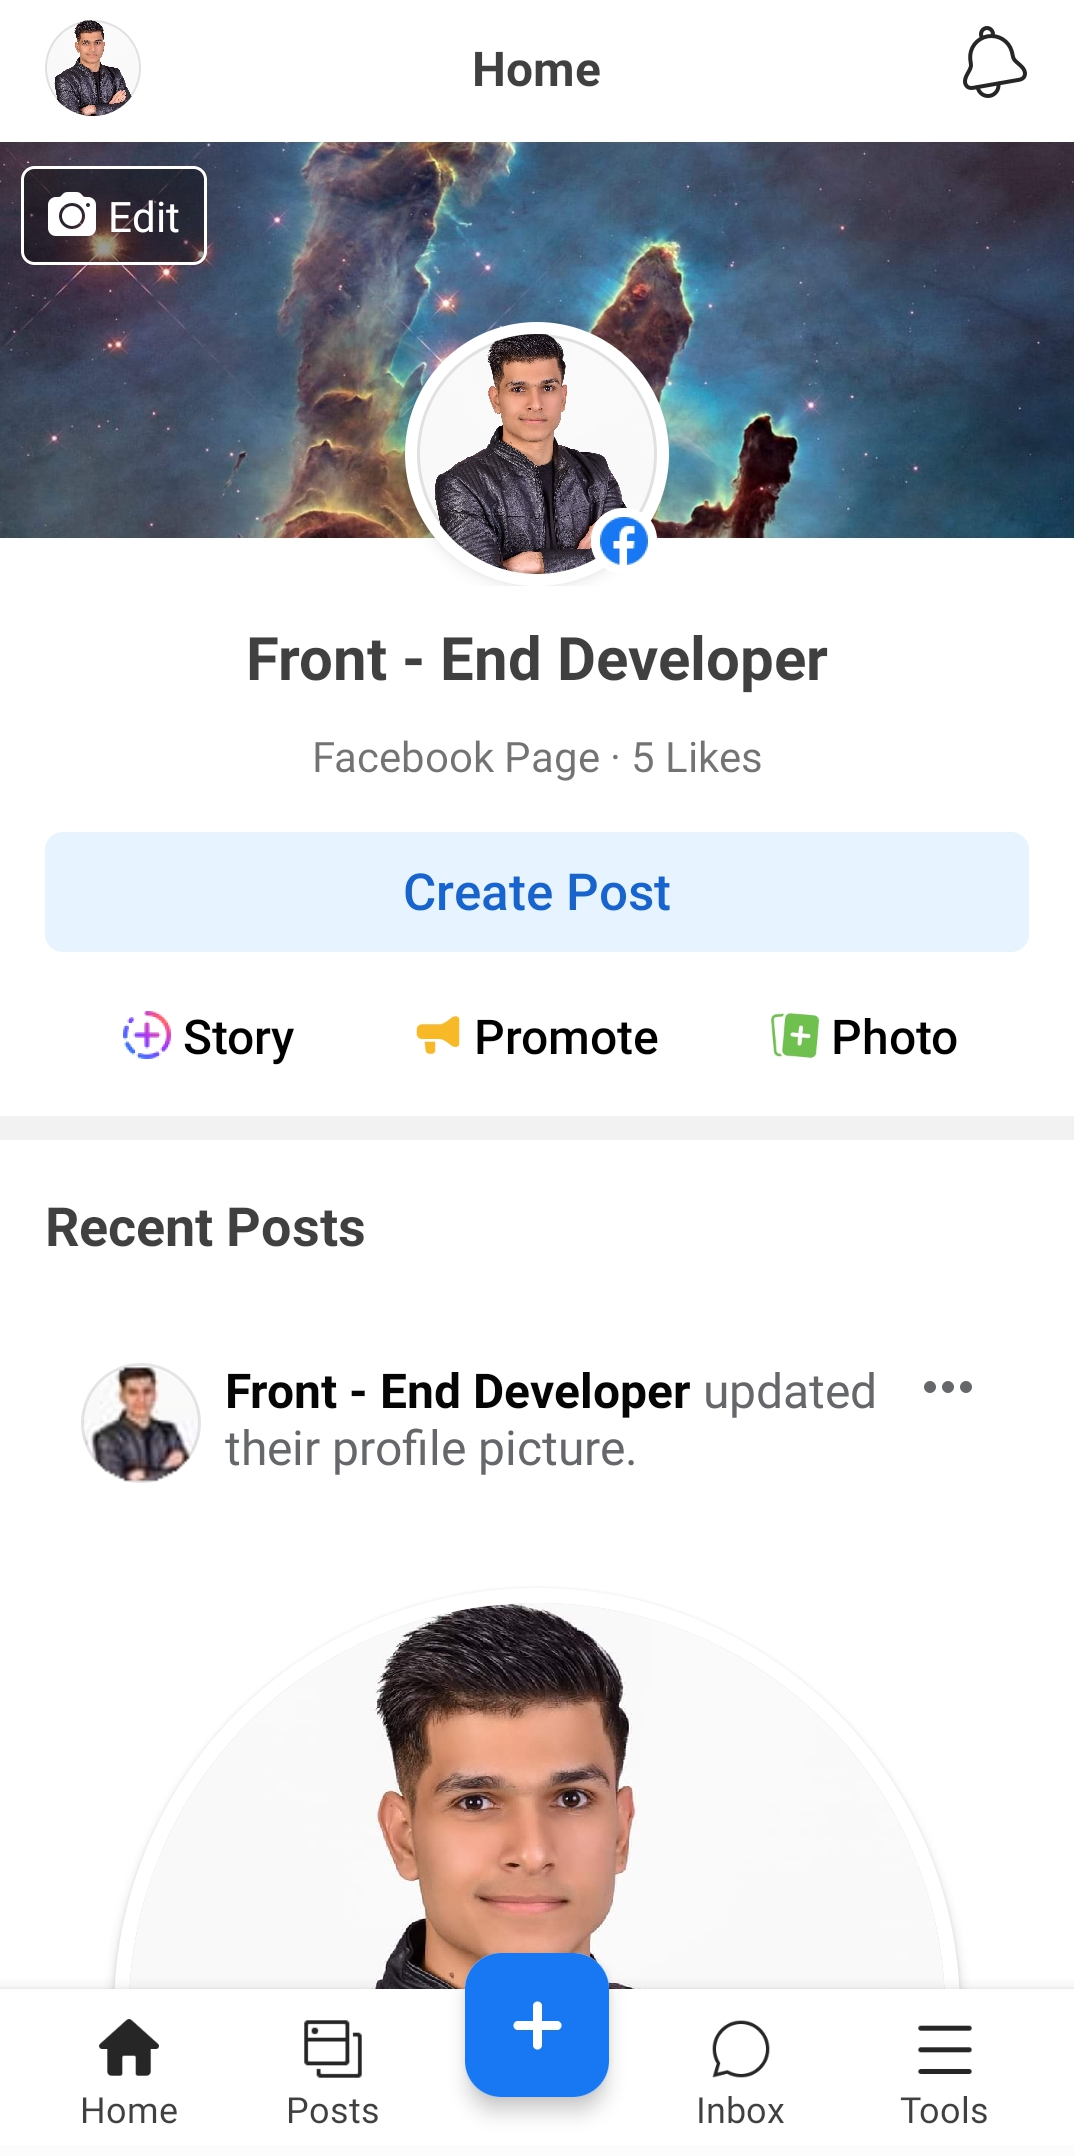 Home
Edit
Front - End Developer
Facebook Page · 5 Likes
Create Post
Story
Promote
Photo
Recent Posts
Front - End Developer updated
their profile picture.
Home
Posts
Inbox
Tools